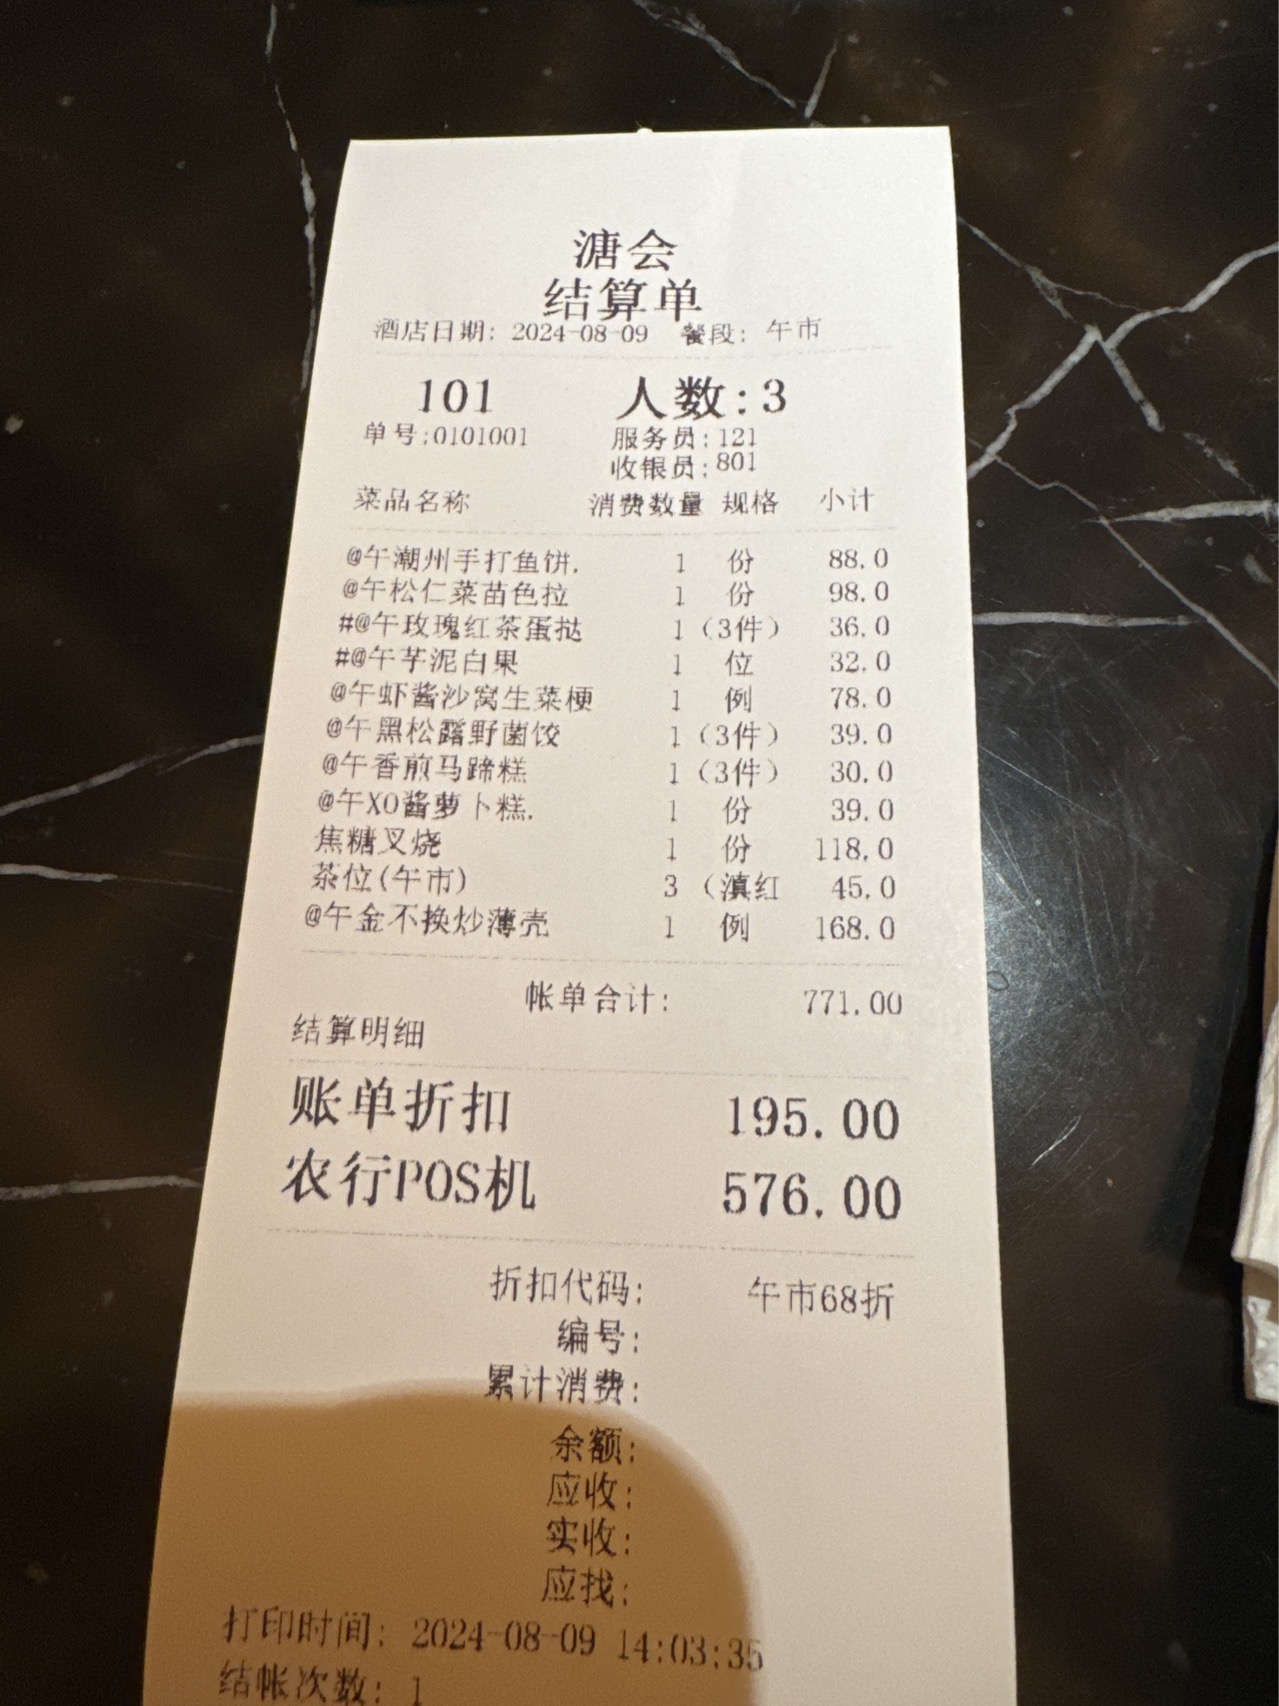 溏会
结算单
酒店日期: 2024-08-09 餐段: 午市
101 人数:3
单号:0101001 服务员:121
收银员:801
菜品名称 消费数量 规格 小计
@午潮州手打鱼饼. 1 份 88.0
@午松仁菜苗色拉 1 份 98.0
#@午玫瑰红茶蛋挞 1 (3件) 36.0
#@午芋泥白果 1 位 32.0
@午虾酱沙窝生菜梗 1 例 78.0
@午黑松露野菌饺 1 (3件) 39.0
@午香煎马蹄糕 1 (3件) 30.0
@午XO酱萝卜糕. 1 份 39.0
焦糖叉烧 1 份 118.0
茶位(午市) 3 (滇红 45.0
@午金不换炒薄壳 1 例 168.0
帐单合计: 771.00
结算明细
账单折扣 195.00
农行POS机 576.00
折扣代码: 午市68折
编号:
累计消费:
余额:
应收:
实收:
应找:
打印时间: 2024-08-09 14:03:35
结帐次数: 1